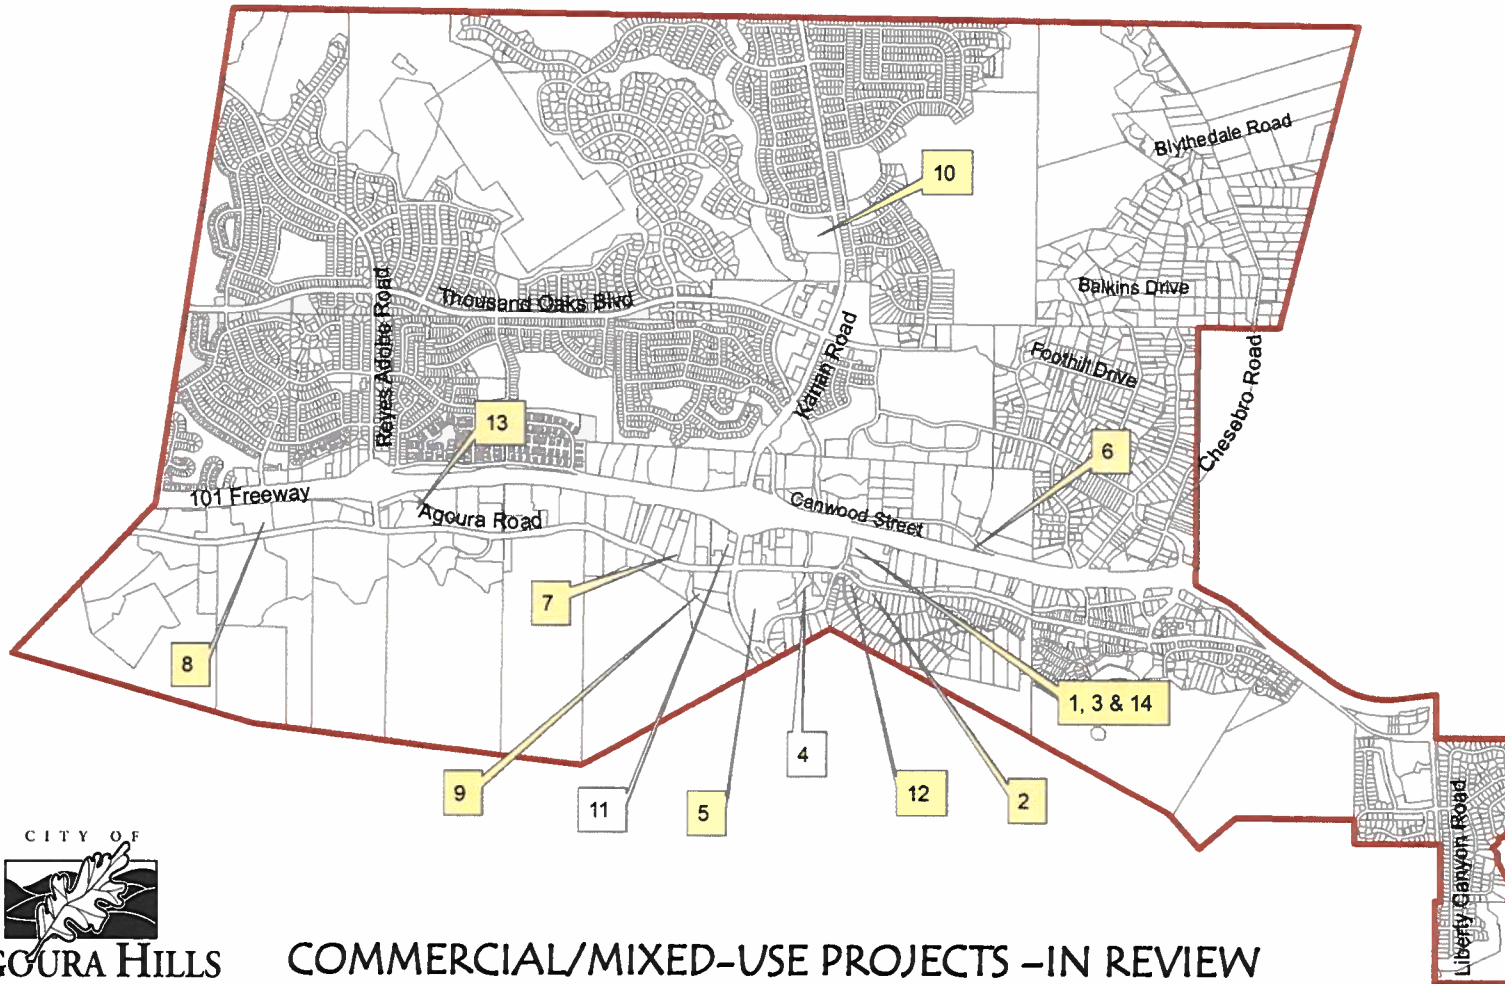 Blythedale Road
10
Balkins Drive
Thousand Oaks Blvd
Reyes Adobe Road
Kanan Road
Foothill Drive
Chesebro Road
13
6
101 Freeway
Agoura Road
Canwood Street
7
8
1, 3 & 14
4
9
11
5
12
2
Liberty Canyon Road
CITY OF
GOURA HILLS
COMMERCIAL/MIXED-USE PROJECTS -IN REVIEW